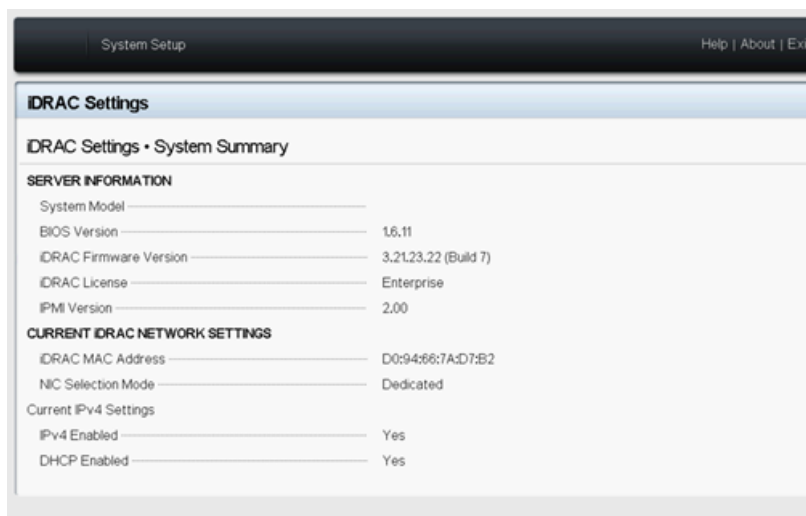 System Setup
Help | About | Exi
iDRAC Settings
iDRAC Settings • System Summary
SERVER INFORMATION
System Model
BIOS Version 1.6.11
iDRAC Firmware Version 3.21.23.22 (Build 7)
iDRAC License Enterprise
IPMI Version 2.00
CURRENT iDRAC NETWORK SETTINGS
iDRAC MAC Address D0:94:66:7A:D7:B2
NIC Selection Mode Dedicated
Current IPv4 Settings
IPv4 Enabled Yes
DHCP Enabled Yes